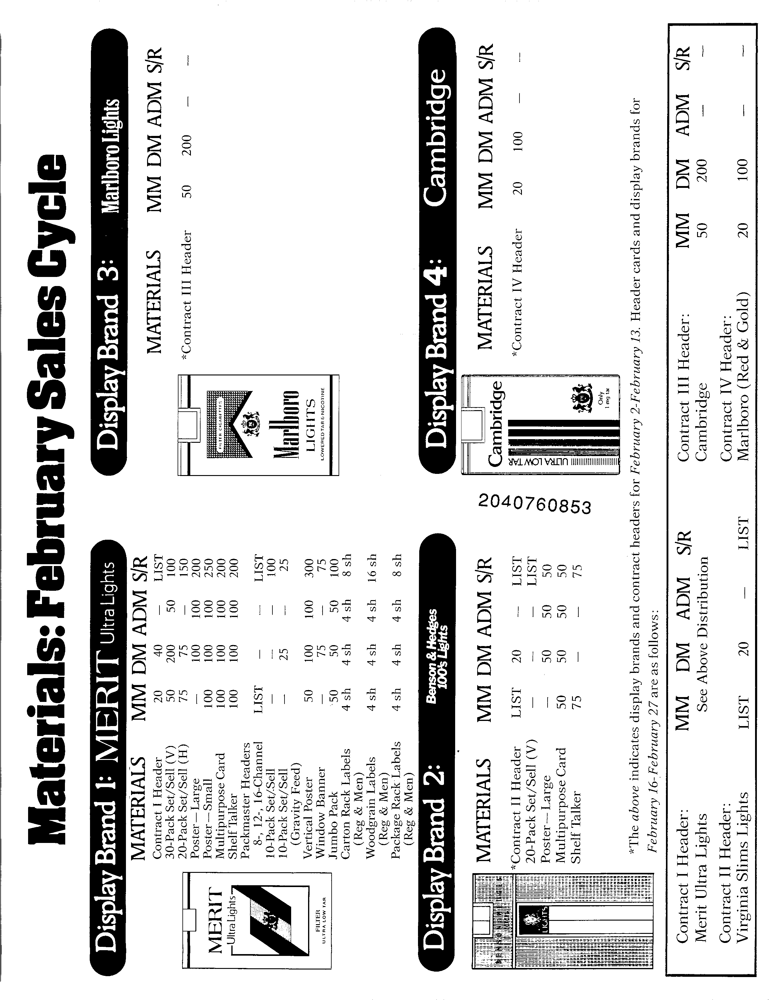 Materials: February Sales Cycle
Display Brand 1: MERIT Ultra Lights
MATERIALS MM DM ADM S/R
Contract I Header 20 40 — LIST
30-Pack Set/Sell (V) 50 200 50 100
20-Pack Set/Sell (H) 75 75 — 150
Poster—Large — 100 100 200
Poster—Small 100 100 100 250
Multipurpose Card 100 100 100 200
Shelf Talker 100 100 100 200
Packmaster Headers
8-, 12-, 16-Channel LIST — — LIST
10-Pack Set/Sell — — — 100
10-Pack Set/Sell — 25 — 25
(Gravity Feed)
Vertical Poster 50 100 100 300
Window Banner — 75 — 75
Jumbo Pack 50 50 50 100
Carton Rack Labels 4 sh 4 sh 4 sh 8 sh
(Reg & Men)
Woodgrain Labels 4 sh 4 sh 4 sh 16 sh
(Reg & Men)
Package Rack Labels 4 sh 4 sh 4 sh 8 sh
(Reg & Men)
MERIT
Ultra Lights
FILTER
ULTRA LOW TAR
Display Brand 2: Benson & Hedges
100's Lights
MATERIALS MM DM ADM S/R
*Contract II Header LIST 20 — LIST
20-Pack Set/Sell (V) — — — LIST
Poster—Large — 50 50 50
Multipurpose Card 50 50 50 50
Shelf Talker 75 — — 75
LIGHTS
Display Brand 3: Marlboro Lights
MATERIALS MM DM ADM S/R
*Contract III Header 50 200 — —
FILTER CIGARETTES
Marlboro
LIGHTS
LOWERED TAR & NICOTINE
Display Brand 4: Cambridge
MATERIALS MM DM ADM S/R
*Contract IV Header 20 100 — —
Cambridge
ULTRA LOW TAR
Only
1 mg tar
2040760853
*The above indicates display brands and contract headers for February 2-February 13. Header cards and display brands for
February 16-February 27 are as follows:
MM DM ADM S/R
Contract I Header:
Merit Ultra Lights See Above Distribution
Contract II Header:
Virginia Slims Lights LIST 20 — LIST
MM DM ADM S/R
Contract III Header:
Cambridge 50 200 — —
Contract IV Header:
Marlboro (Red & Gold) 20 100 — —